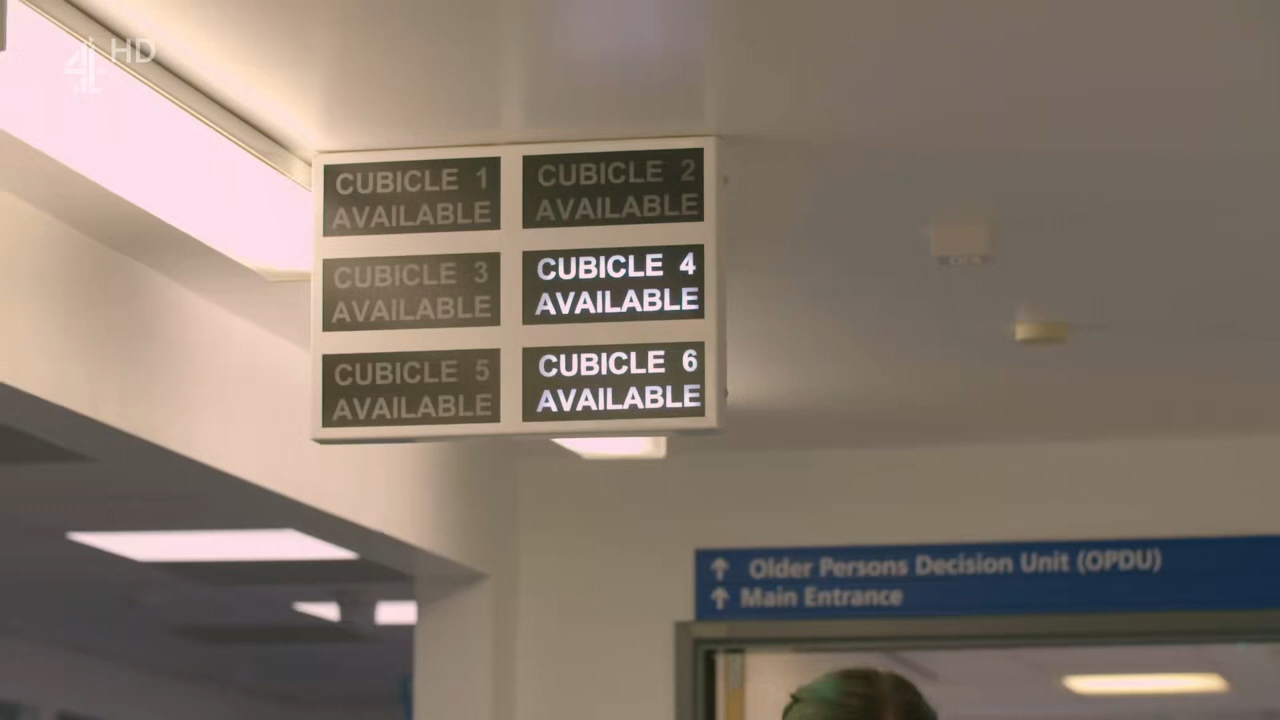 4 HD
CUBICLE 1
AVAILABLE
CUBICLE 2
AVAILABLE
CUBICLE 3
AVAILABLE
CUBICLE 4
AVAILABLE
CUBICLE 5
AVAILABLE
CUBICLE 6
AVAILABLE
↑ Older Persons Decision Unit (OPDU)
↑ Main Entrance